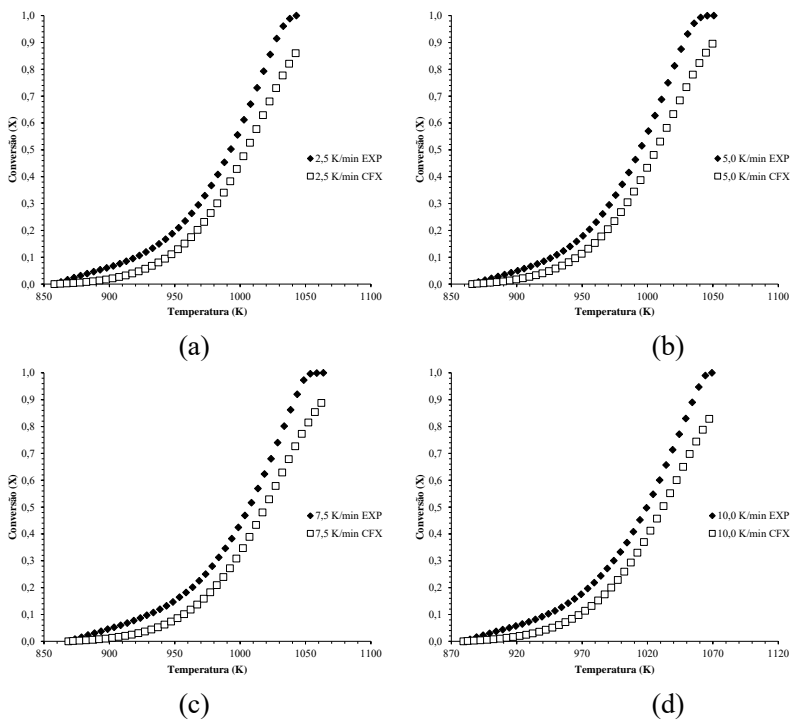 1,0
0,9
0,8
0,7
0,6
0,5
0,4
0,3
0,2
0,1
0,0
Conversão (X)
2,5 K/min EXP
2,5 K/min CFX
850 900 950 1000 1050 1100
Temperatura (K)
(a)
1,0
0,9
0,8
0,7
0,6
0,5
0,4
0,3
0,2
0,1
0,0
Conversão (X)
5,0 K/min EXP
5,0 K/min CFX
850 900 950 1000 1050 1100
Temperatura (K)
(b)
1,0
0,9
0,8
0,7
0,6
0,5
0,4
0,3
0,2
0,1
0,0
Conversão (X)
7,5 K/min EXP
7,5 K/min CFX
850 900 950 1000 1050 1100
Temperatura (K)
(c)
1,0
0,9
0,8
0,7
0,6
0,5
0,4
0,3
0,2
0,1
0,0
Conversão (X)
10,0 K/min EXP
10,0 K/min CFX
870 920 970 1020 1070 1120
Temperatura (K)
(d)